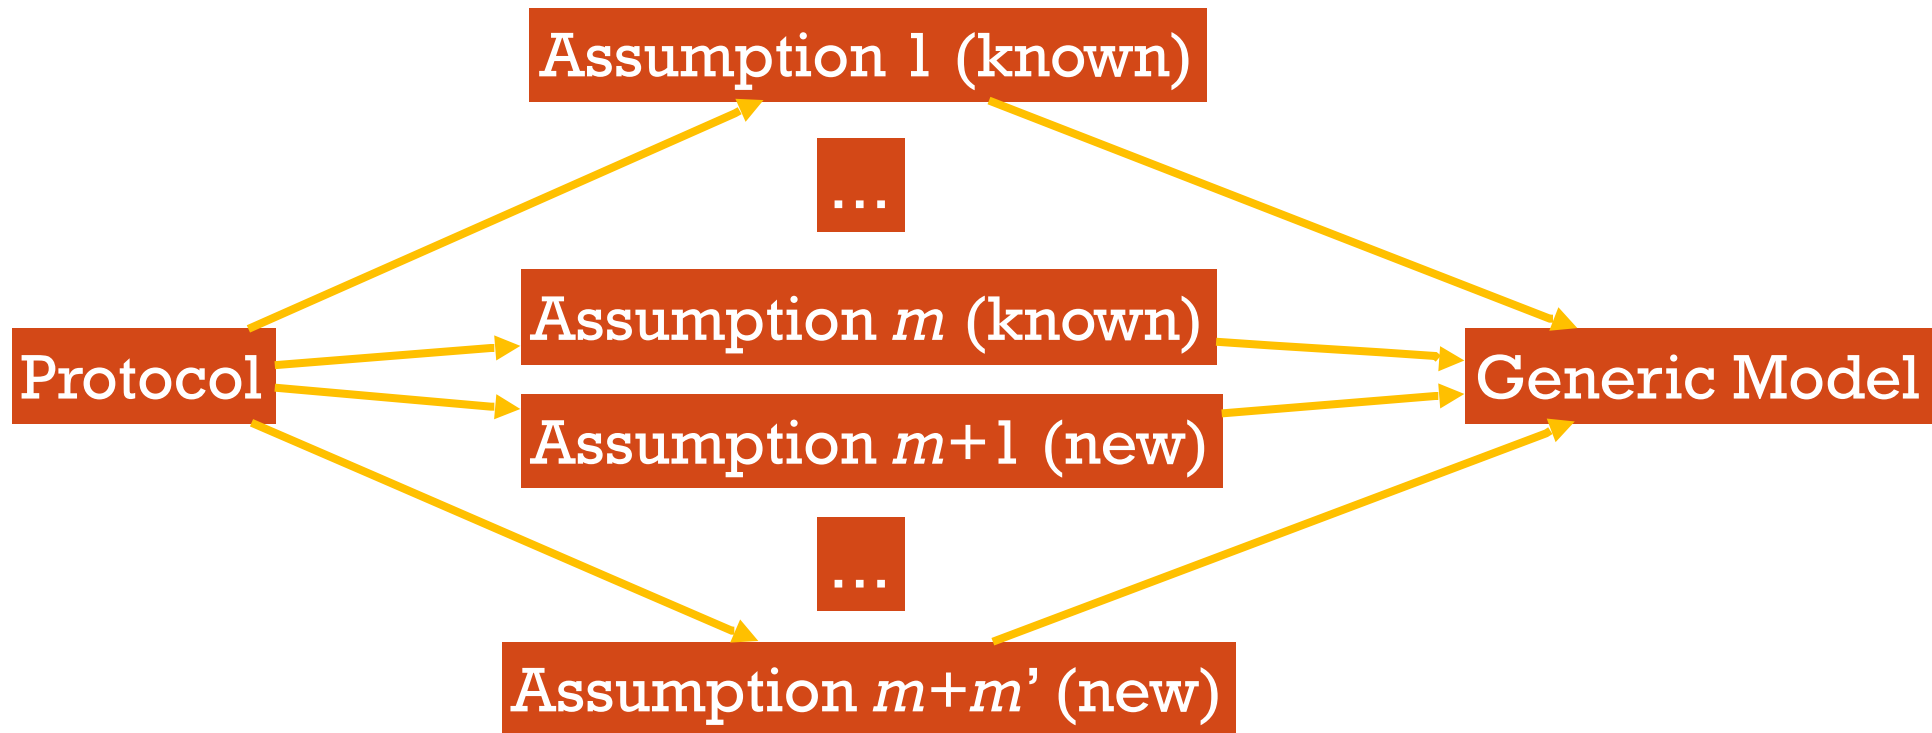 Assumption 1 (known)
...
Assumption m (known)
Protocol
Generic Model
Assumption m+1 (new)
...
Assumption m+m’ (new)